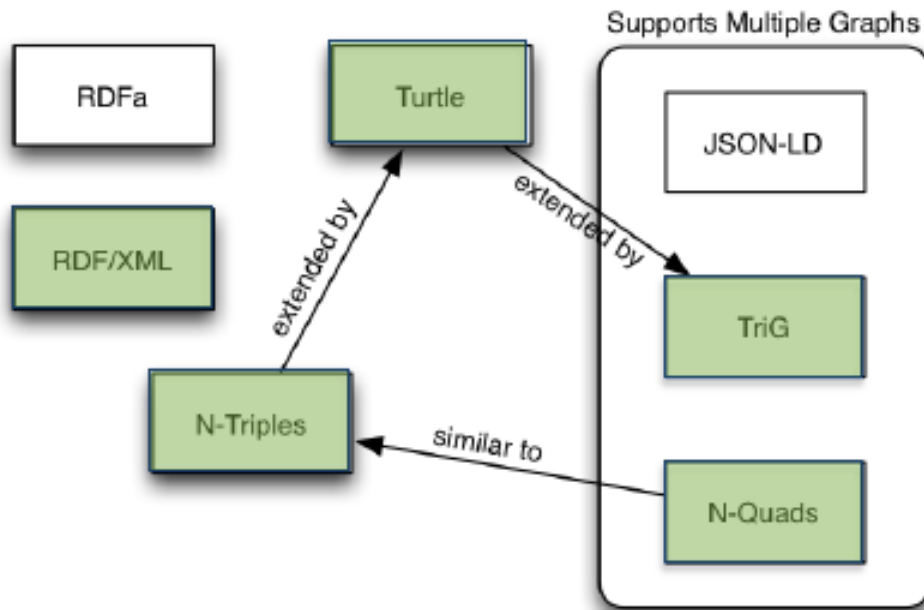 Supports Multiple Graphs
RDFa
Turtle
JSON-LD
extended by
extended by
RDF/XML
TriG
N-Triples
similar to
N-Quads